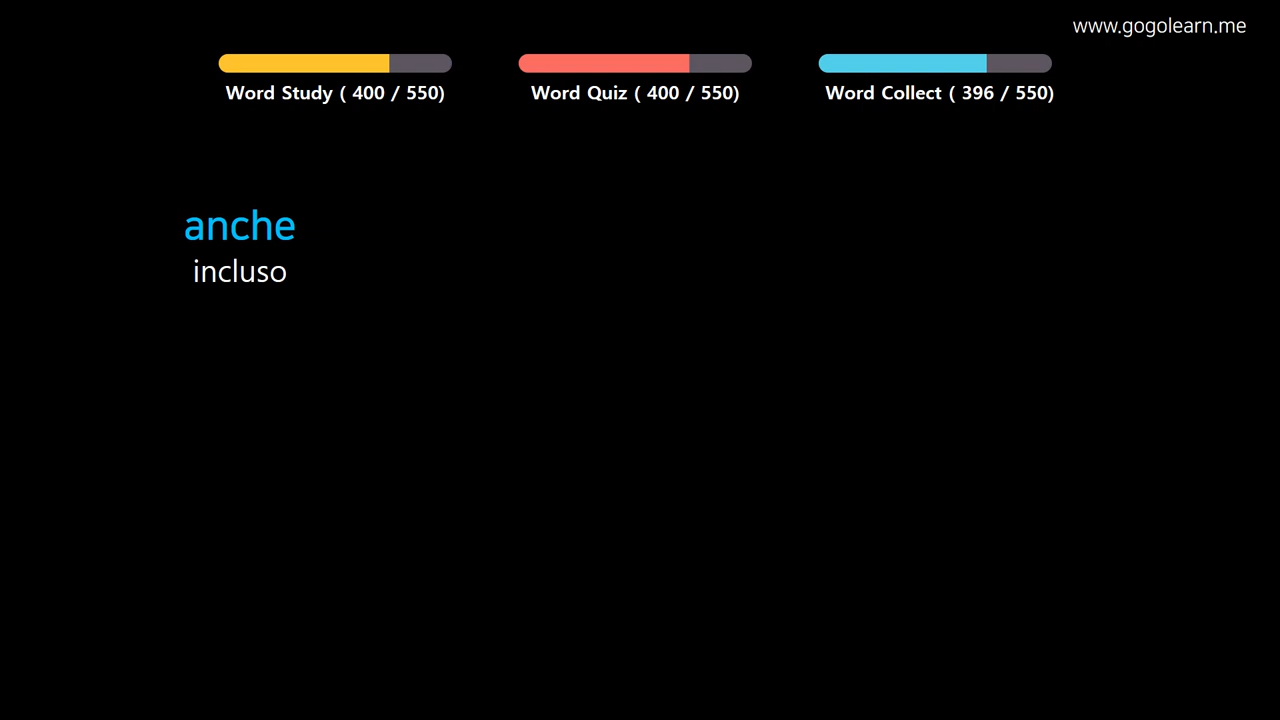 www.gogolearn.me
Word Study ( 400 / 550)
Word Quiz ( 400 / 550)
Word Collect ( 396 / 550)
anche
incluso